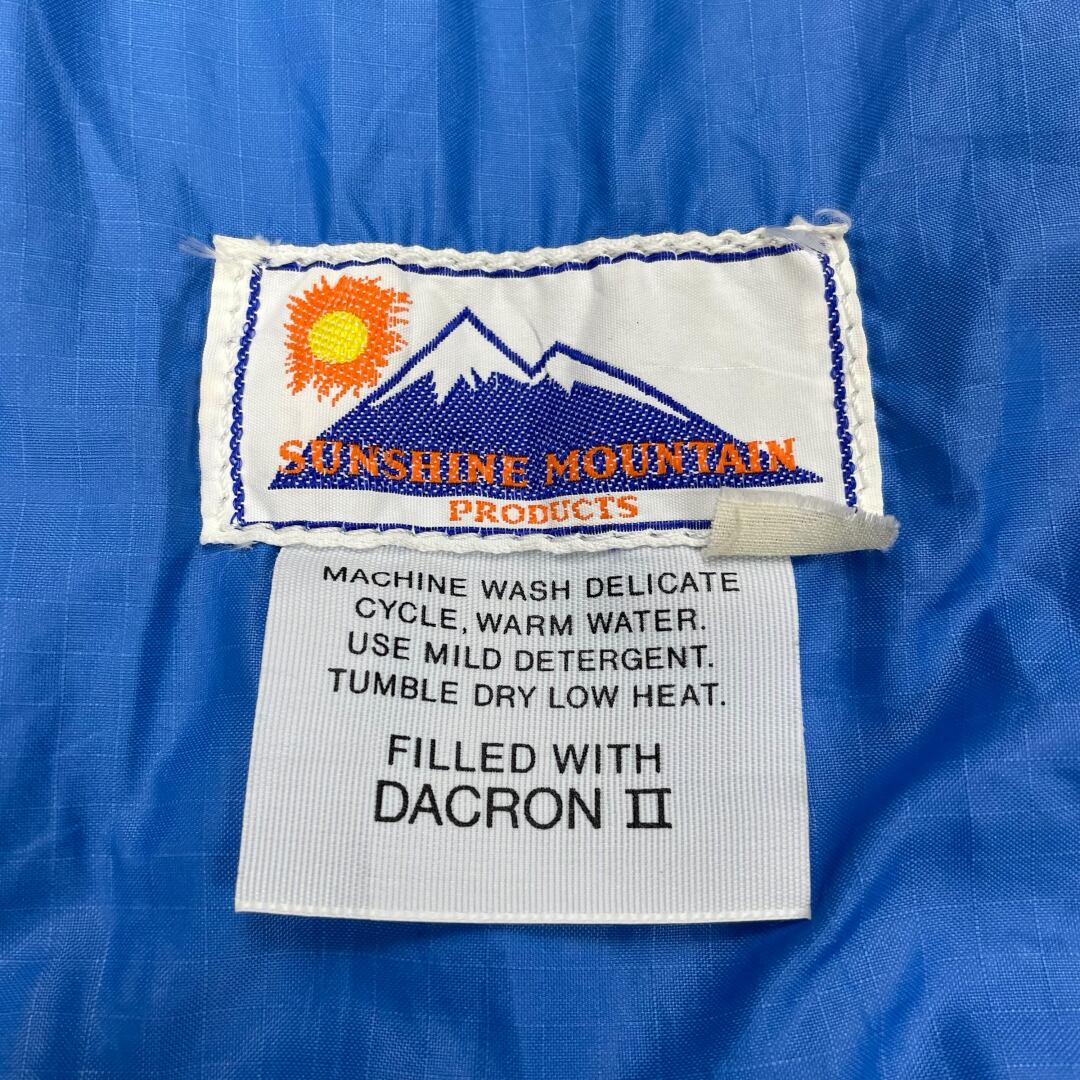 SUNSHINE MOUNTAIN
PRODUCTS
MACHINE WASH DELICATE
CYCLE, WARM WATER.
USE MILD DETERGENT.
TUMBLE DRY LOW HEAT.
FILLED WITH
DACRON II